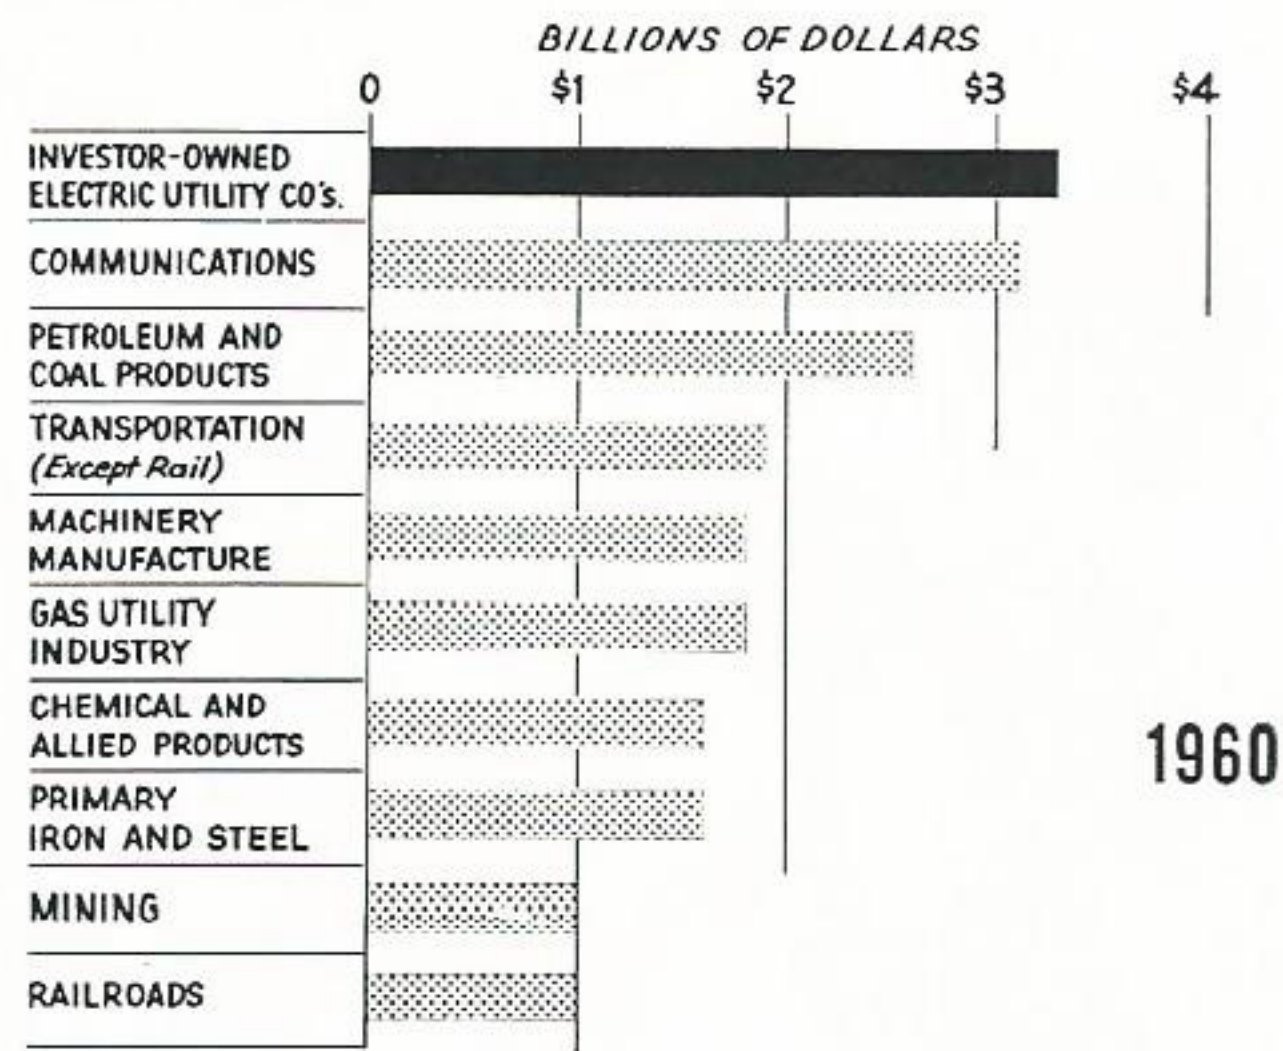 BILLIONS OF DOLLARS
0 $1 $2 $3 $4
INVESTOR-OWNED
ELECTRIC UTILITY CO's.
COMMUNICATIONS
PETROLEUM AND
COAL PRODUCTS
TRANSPORTATION
(Except Rail)
MACHINERY
MANUFACTURE
GAS UTILITY
INDUSTRY
CHEMICAL AND
ALLIED PRODUCTS
1960
PRIMARY
IRON AND STEEL
MINING
RAILROADS